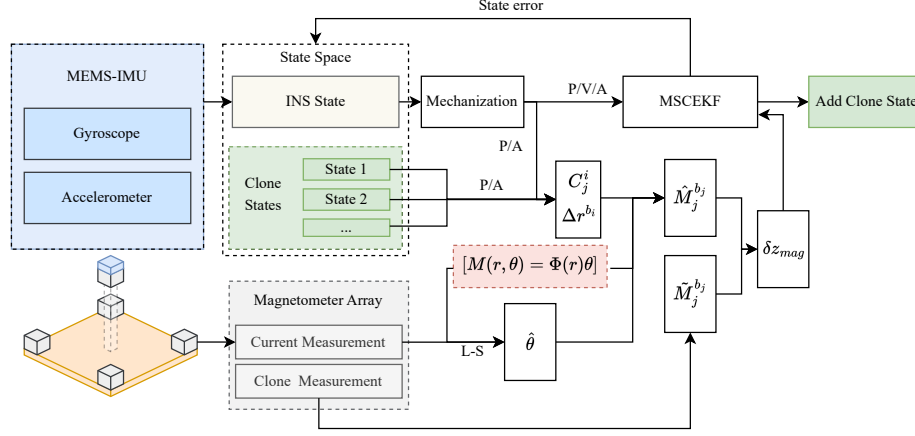 State error
MEMS-IMU
Gyroscope
Accelerometer
State Space
INS State
Clone
States
State 1
State 2
...
Mechanization
P/V/A
P/A
P/A
MSCEKF
Add Clone State
C_j^i
Δr^{b_i}
\hat{M}_j^{b_j}
\tilde{M}_j^{b_j}
δz_{mag}
[M(r, θ) = Φ(r)θ]
Magnetometer Array
Current Measurement
Clone Measurement
L-S
\hat{θ}